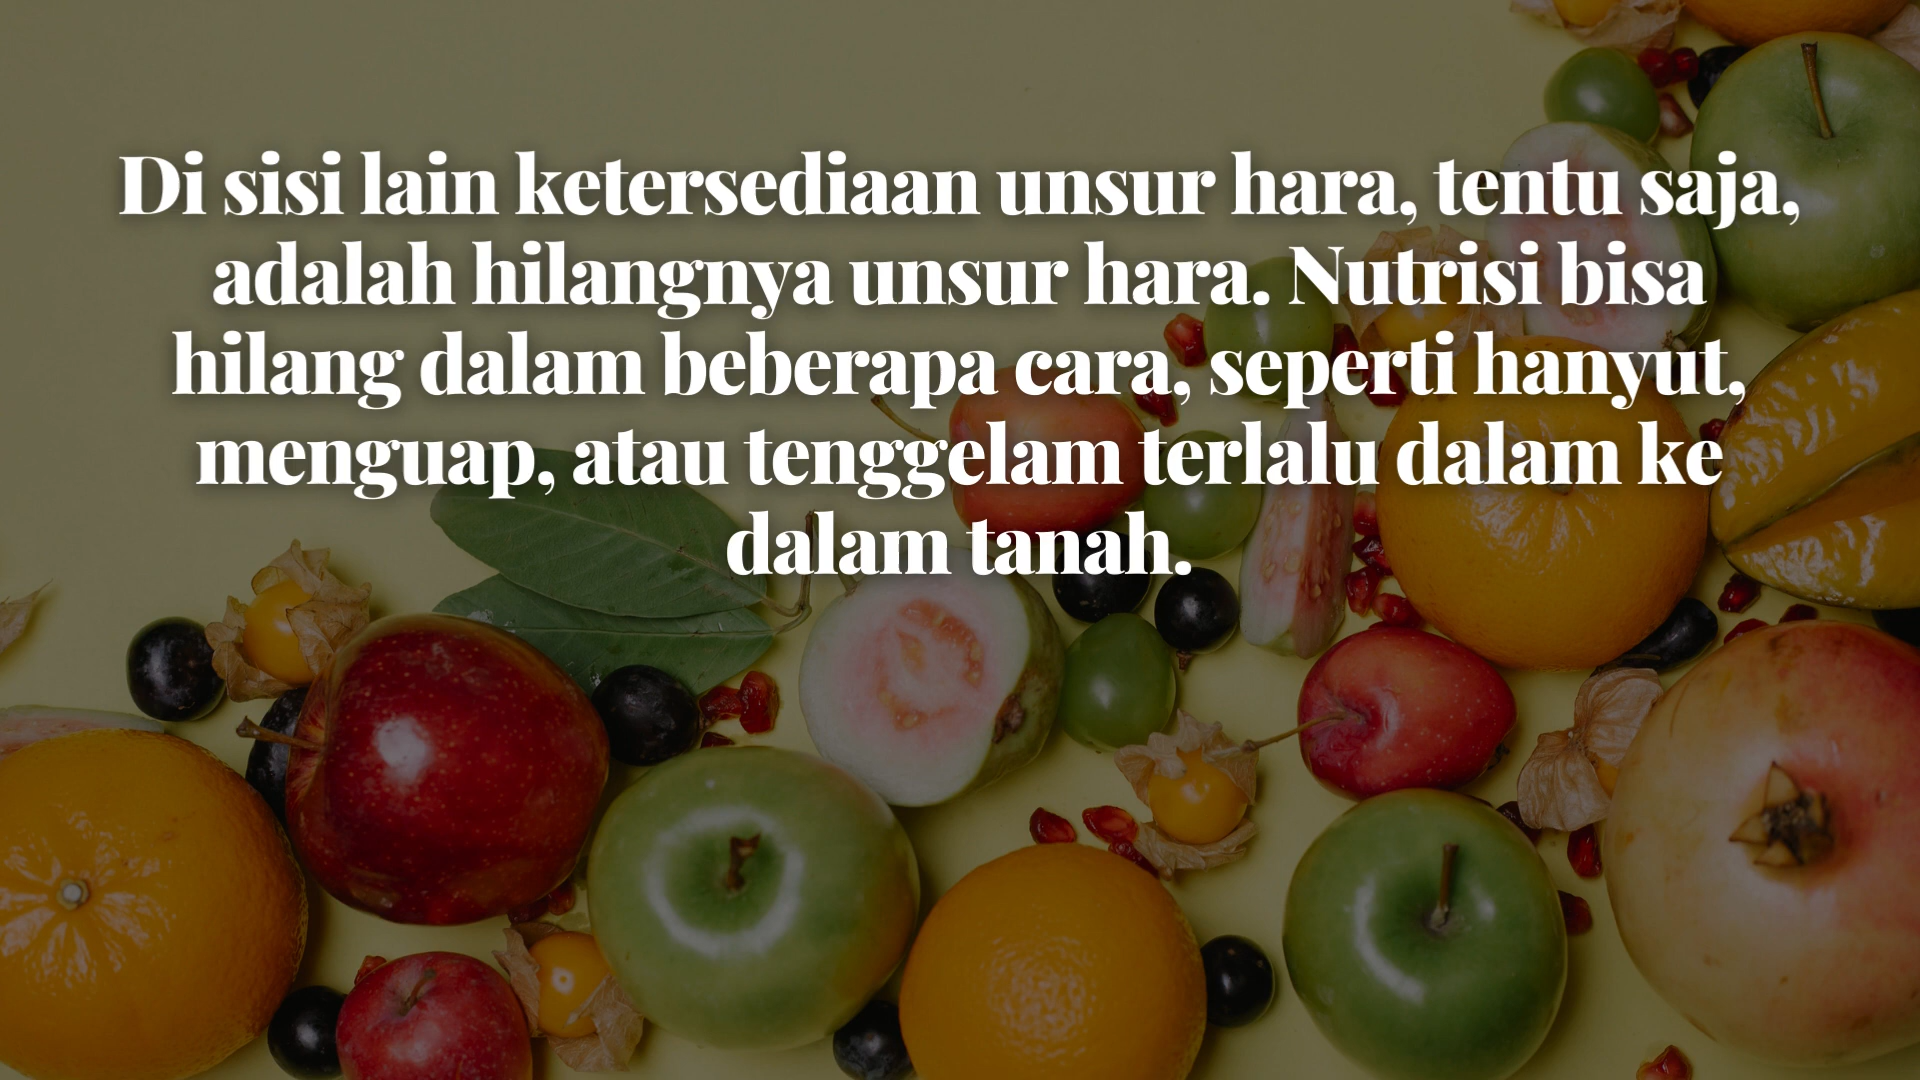 Di sisi lain ketersediaan unsur hara, tentu saja,
adalah hilangnya unsur hara. Nutrisi bisa
hilang dalam beberapa cara, seperti hanyut,
menguap, atau tenggelam terlalu dalam ke
dalam tanah.